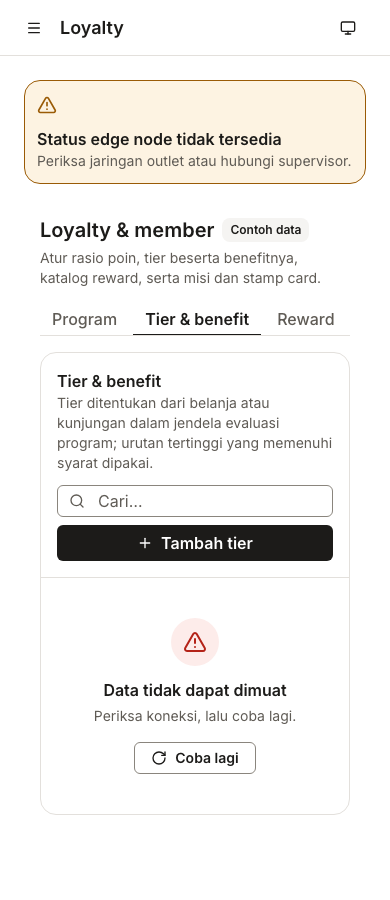 Loyalty
Status edge node tidak tersedia
Periksa jaringan outlet atau hubungi supervisor.
Loyalty & member Contoh data
Atur rasio poin, tier beserta benefitnya,
katalog reward, serta misi dan stamp card.
Program Tier & benefit Reward
Tier & benefit
Tier ditentukan dari belanja atau
kunjungan dalam jendela evaluasi
program; urutan tertinggi yang memenuhi
syarat dipakai.
Cari...
Tambah tier
Data tidak dapat dimuat
Periksa koneksi, lalu coba lagi.
Coba lagi